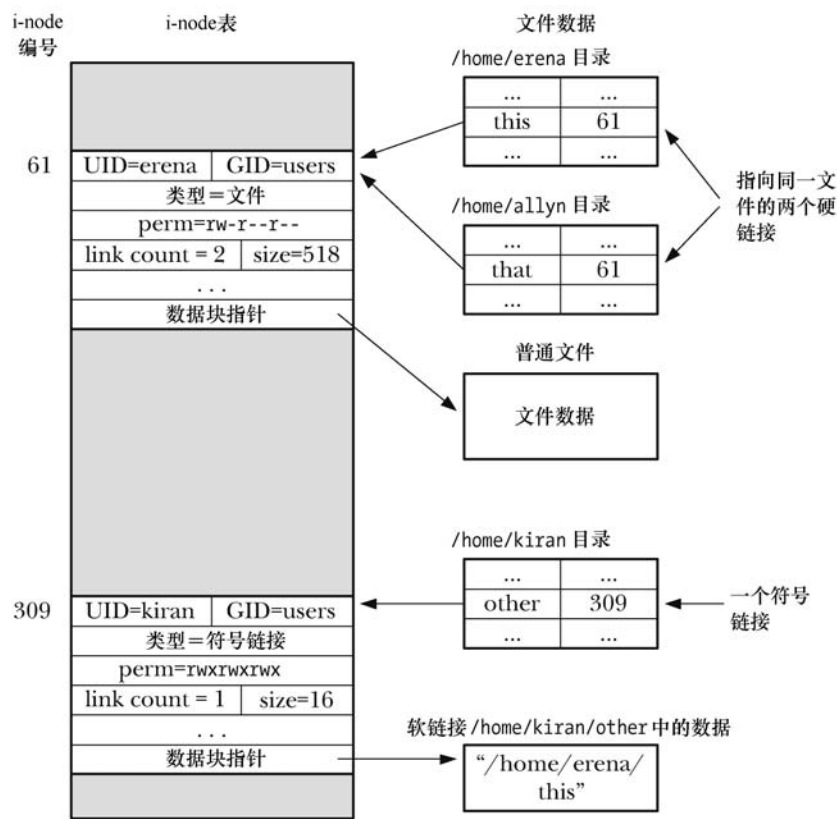 i-node
编号
i-node表
文件数据
/home/erena 目录
... ...
this 61
... ...
61
UID=erena GID=users
类型＝文件
perm=rw-r--r--
link count = 2 size=518
...
数据块指针
/home/allyn 目录
... ...
that 61
... ...
指向同一文
件的两个硬
链接
普通文件
文件数据
/home/kiran 目录
... ...
other 309
... ...
一个符号
链接
309
UID=kiran GID=users
类型＝符号链接
perm=rwxrwxrwx
link count = 1 size=16
...
数据块指针
软链接 /home/kiran/other 中的数据
“/home/erena/
this”